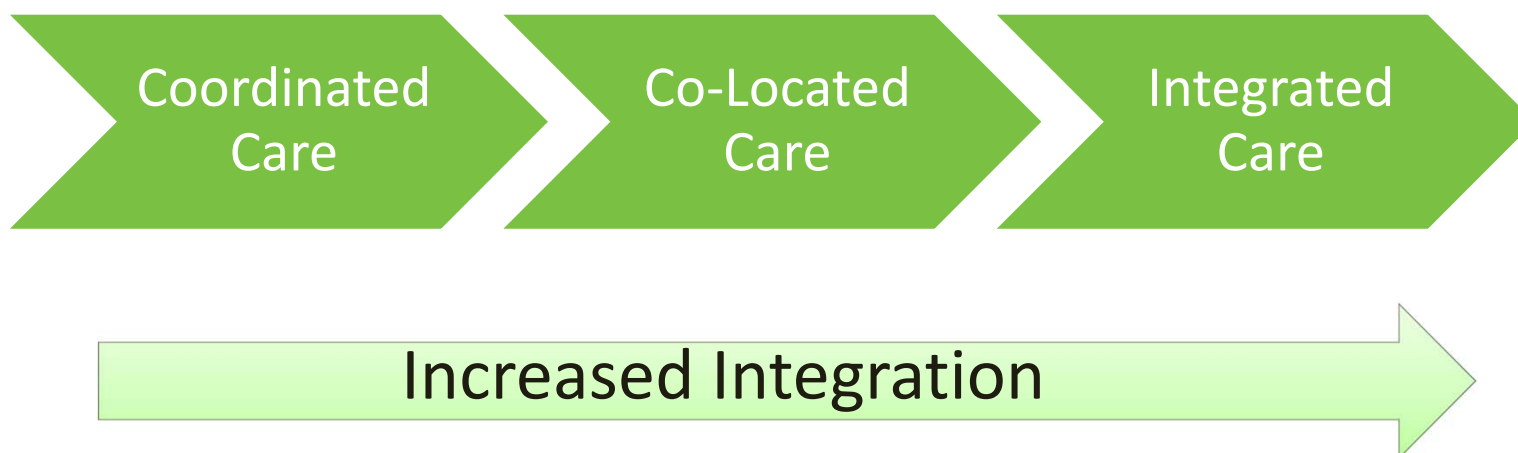 Coordinated
Care
Co-Located
Care
Integrated
Care
Increased Integration